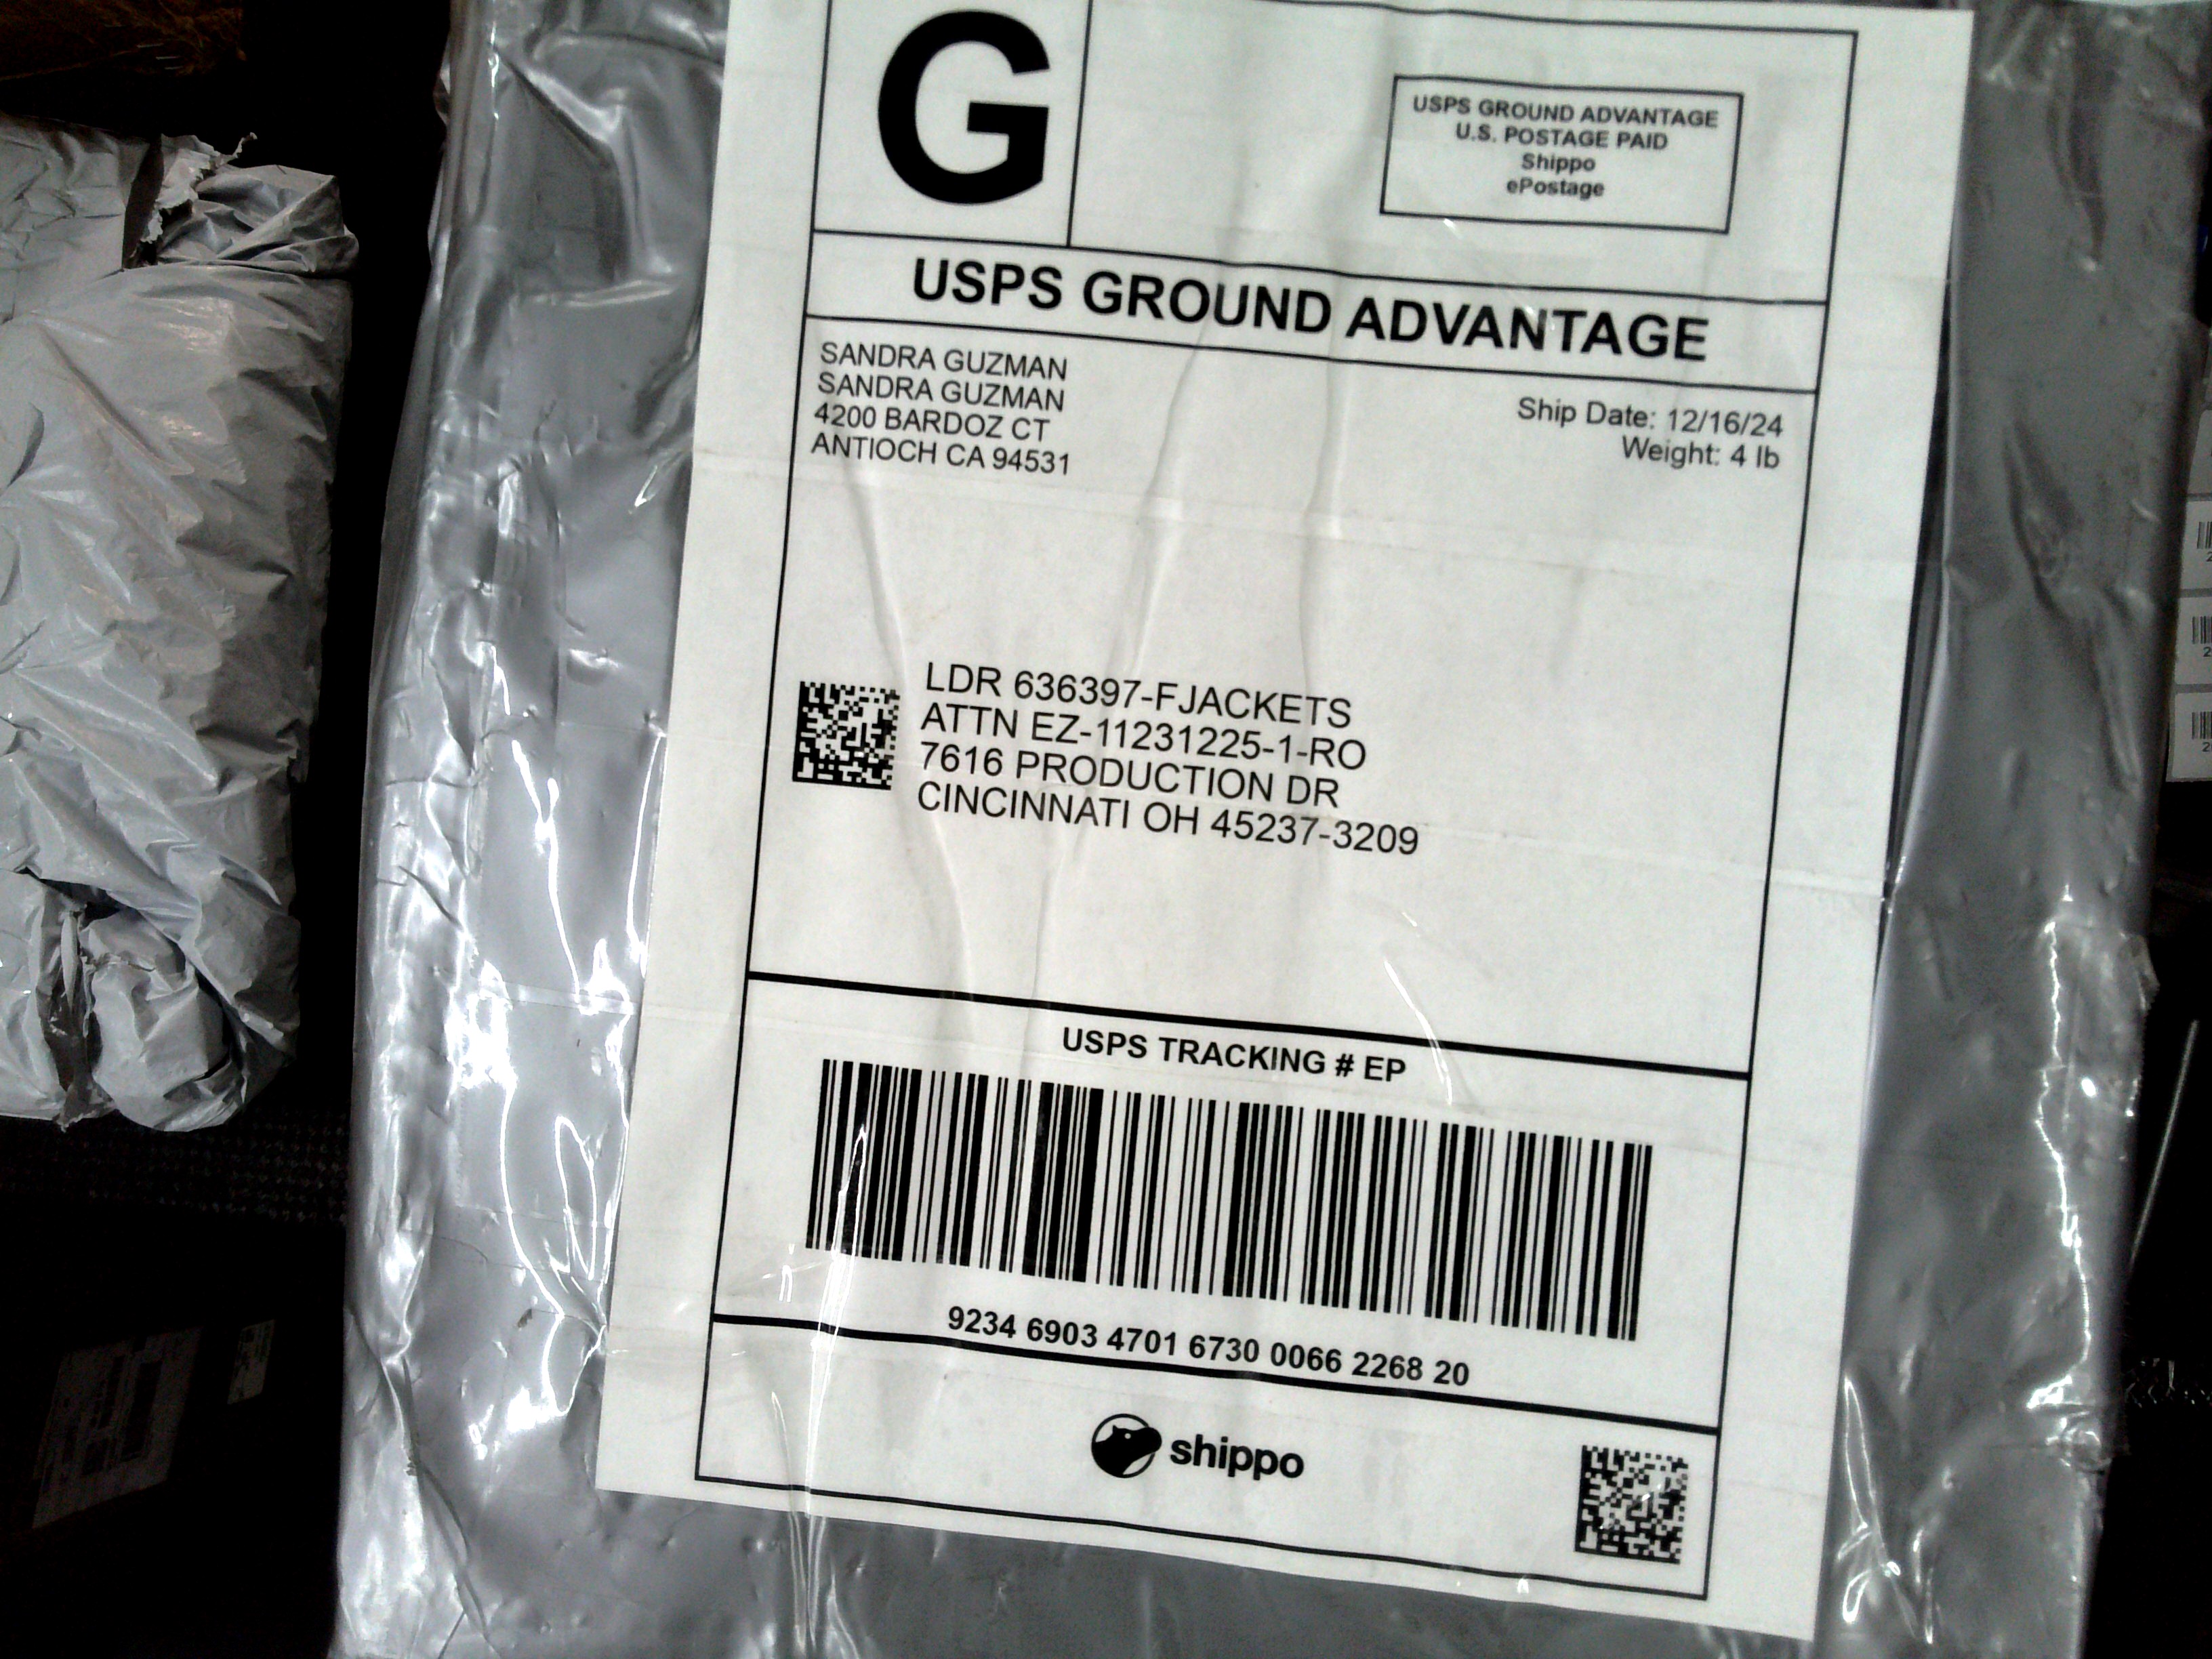 G
USPS GROUND ADVANTAGE
U.S. POSTAGE PAID
Shippo
ePostage
USPS GROUND ADVANTAGE
SANDRA GUZMAN
SANDRA GUZMAN
4200 BARDOZ CT
ANTIOCH CA 94531
Ship Date: 12/16/24
Weight: 4 lb
LDR 636397-FJACKETS
ATTN EZ-11231225-1-RO
7616 PRODUCTION DR
CINCINNATI OH 45237-3209
USPS TRACKING # EP
9234 6903 4701 6730 0066 2268 20
shippo